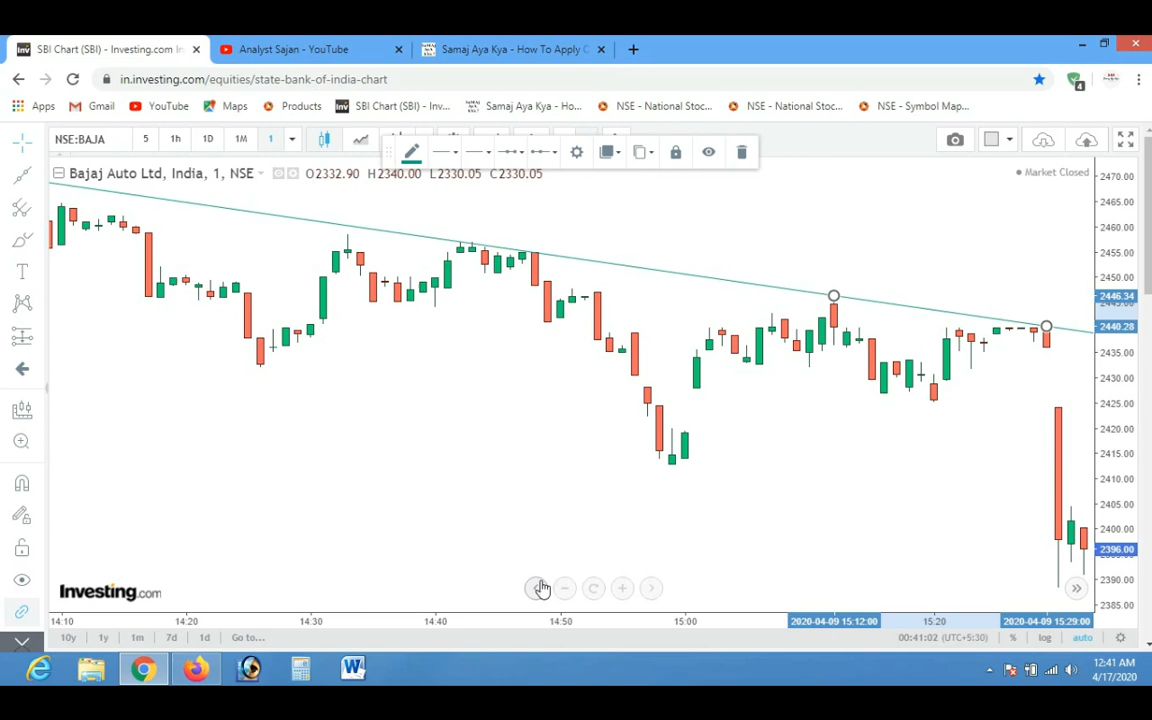 SBI Chart (SBI) - Investing.com In
Analyst Sajan - YouTube
Samaj Aya Kya - How To Apply C
in.investing.com/equities/state-bank-of-india-chart
4
Apps
Gmail
YouTube
Maps
Products
SBI Chart (SBI) - Inv...
Samaj Aya Kya - Ho...
NSE - National Stoc...
NSE - National Stoc...
NSE - Symbol Map...
NSE:BAJA
5
1h
1D
1M
1
Bajaj Auto Ltd, India, 1, NSE
O2332.90 H2340.00 L2330.05 C2330.05
Market Closed
2470.00
2465.00
2460.00
2455.00
2450.00
2446.34
2440.28
2435.00
2430.00
2425.00
2420.00
2415.00
2410.00
2405.00
2400.00
2396.00
2390.00
2385.00
Investing.com
14:10
14:20
14:30
14:40
14:50
15:00
2020-04-09 15:12:00
15:20
2020-04-09 15:29:00
10y
1y
1m
7d
1d
Go to...
00:41:02 (UTC+5:30)
%
log
auto
12:41 AM
4/17/2020